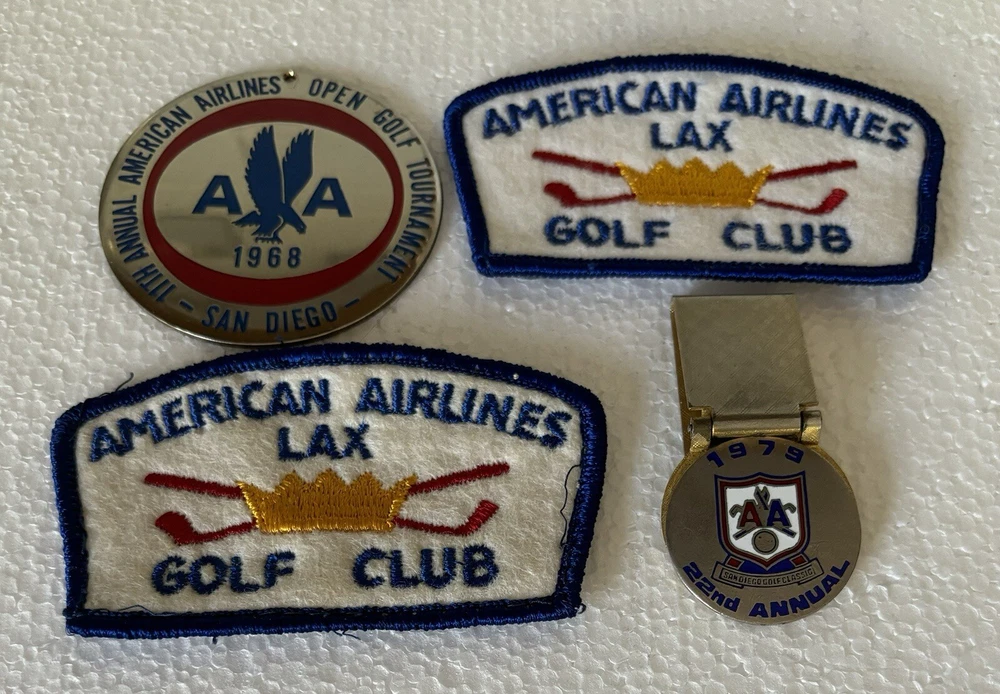 11TH ANNUAL AMERICAN AIRLINES OPEN GOLF TOURNAMENT
A A
1968
– SAN DIEGO –
AMERICAN AIRLINES
LAX
GOLF CLUB
AMERICAN AIRLINES
LAX
GOLF CLUB
1979
AA
SAN DIEGO GOLF CLASSIC
22nd ANNUAL